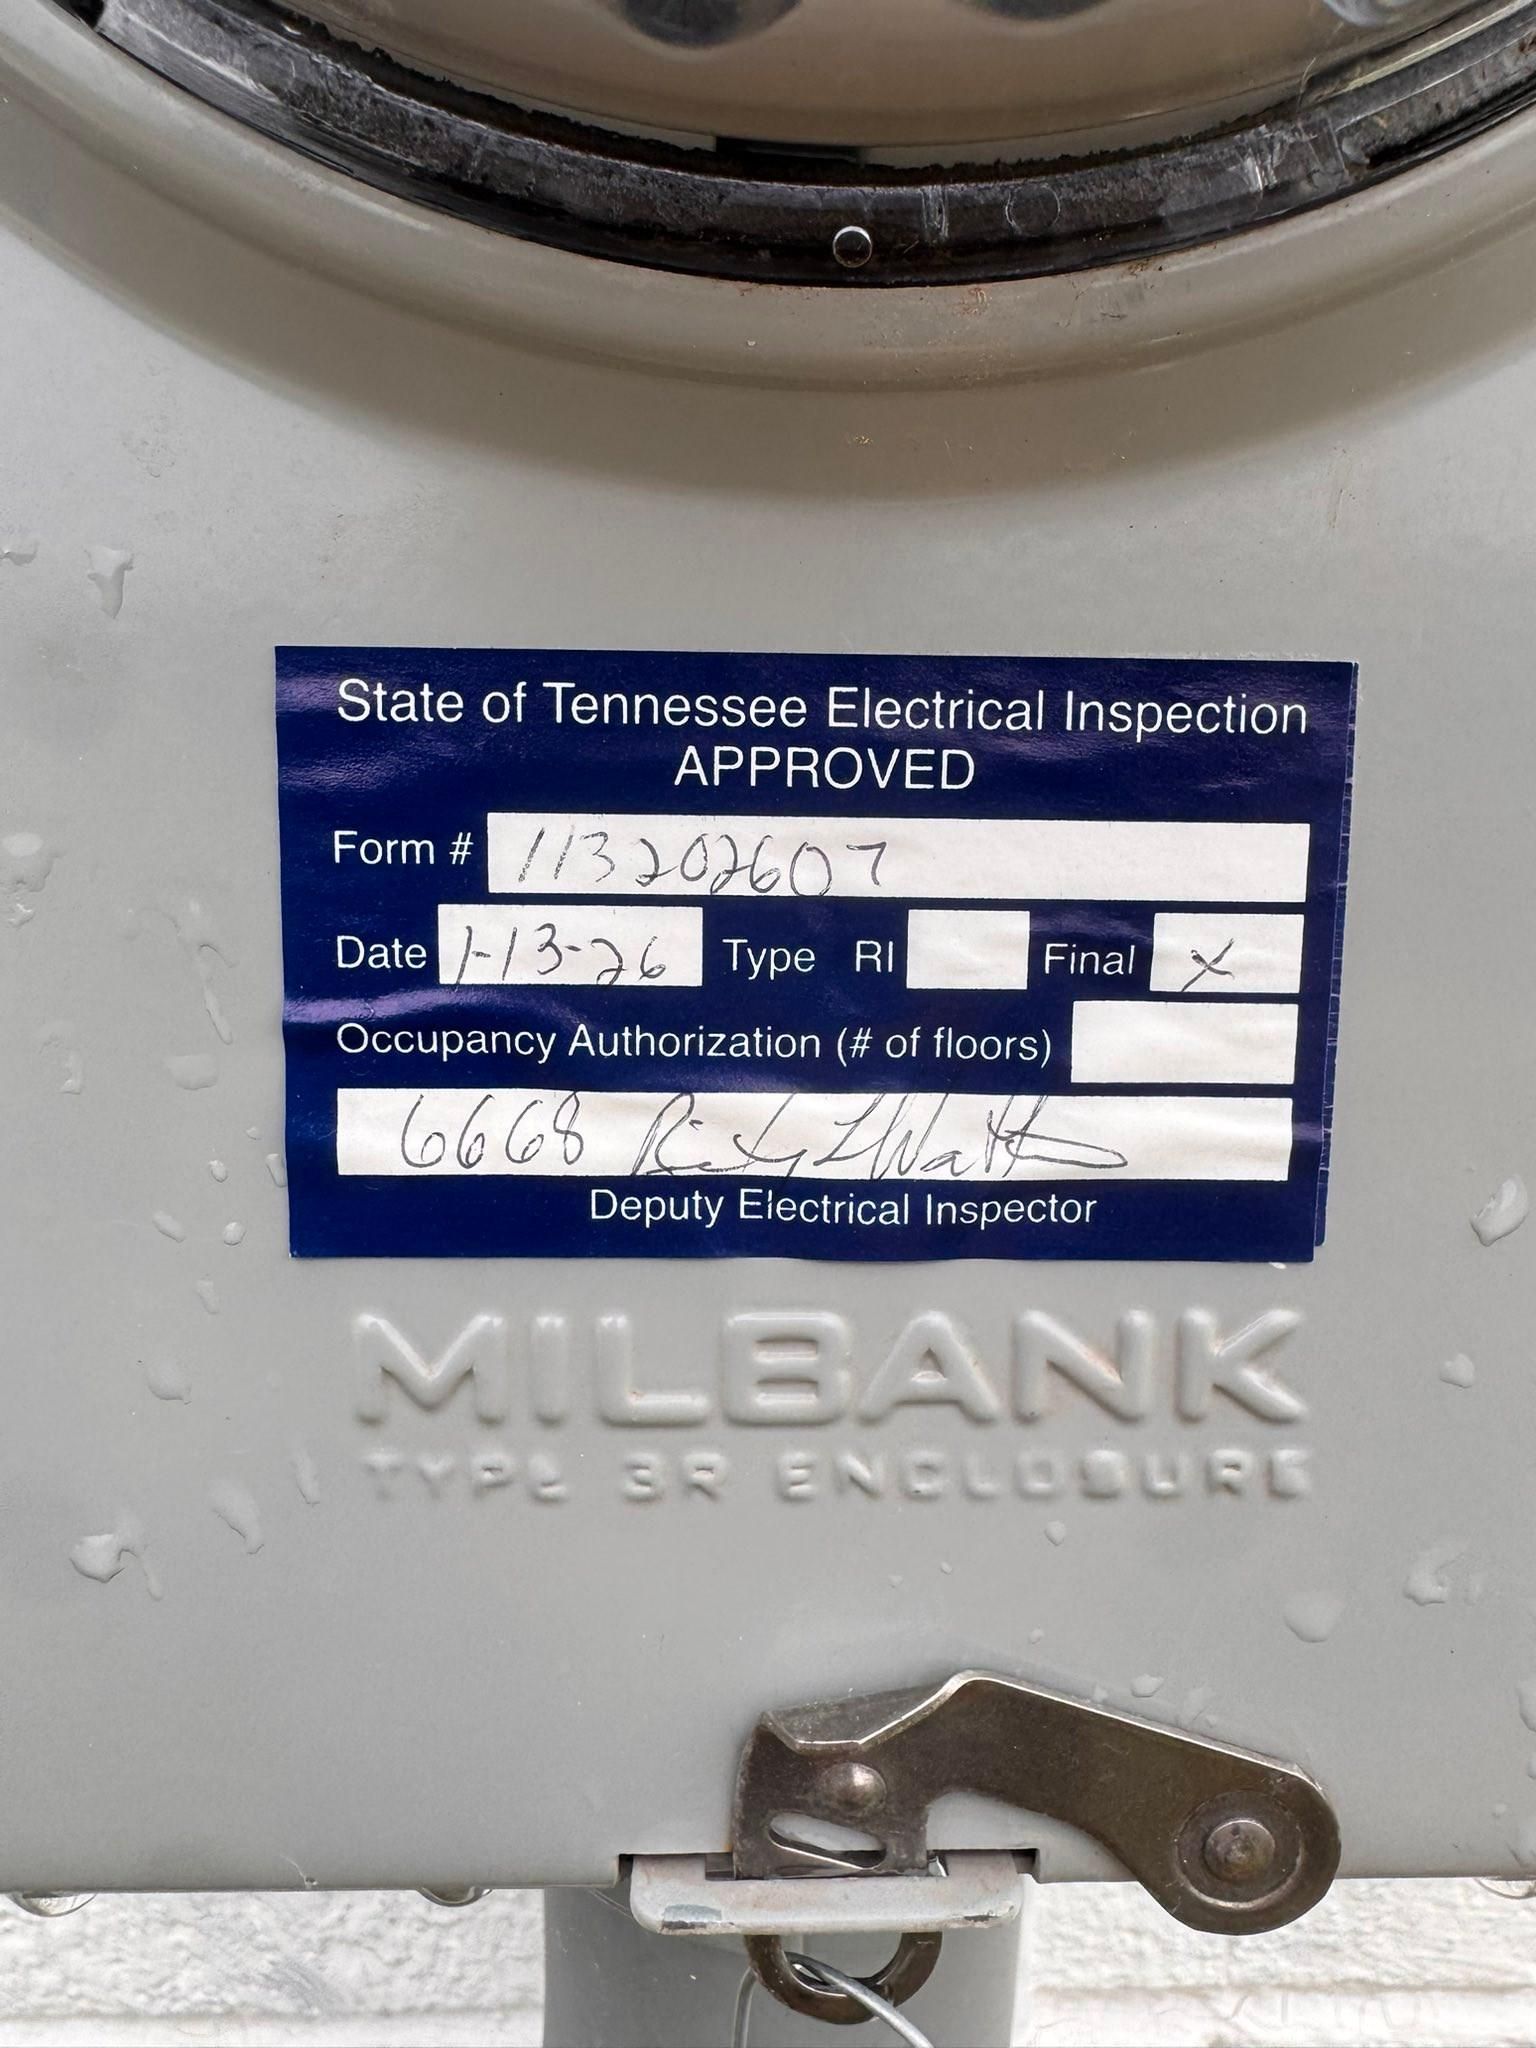 State of Tennessee Electrical Inspection
APPROVED
Form # 113202607
Date 1-13-26 Type RI Final X
Occupancy Authorization (# of floors)
6668
Deputy Electrical Inspector
MILBANK
TYPE 3R ENCLOSURE